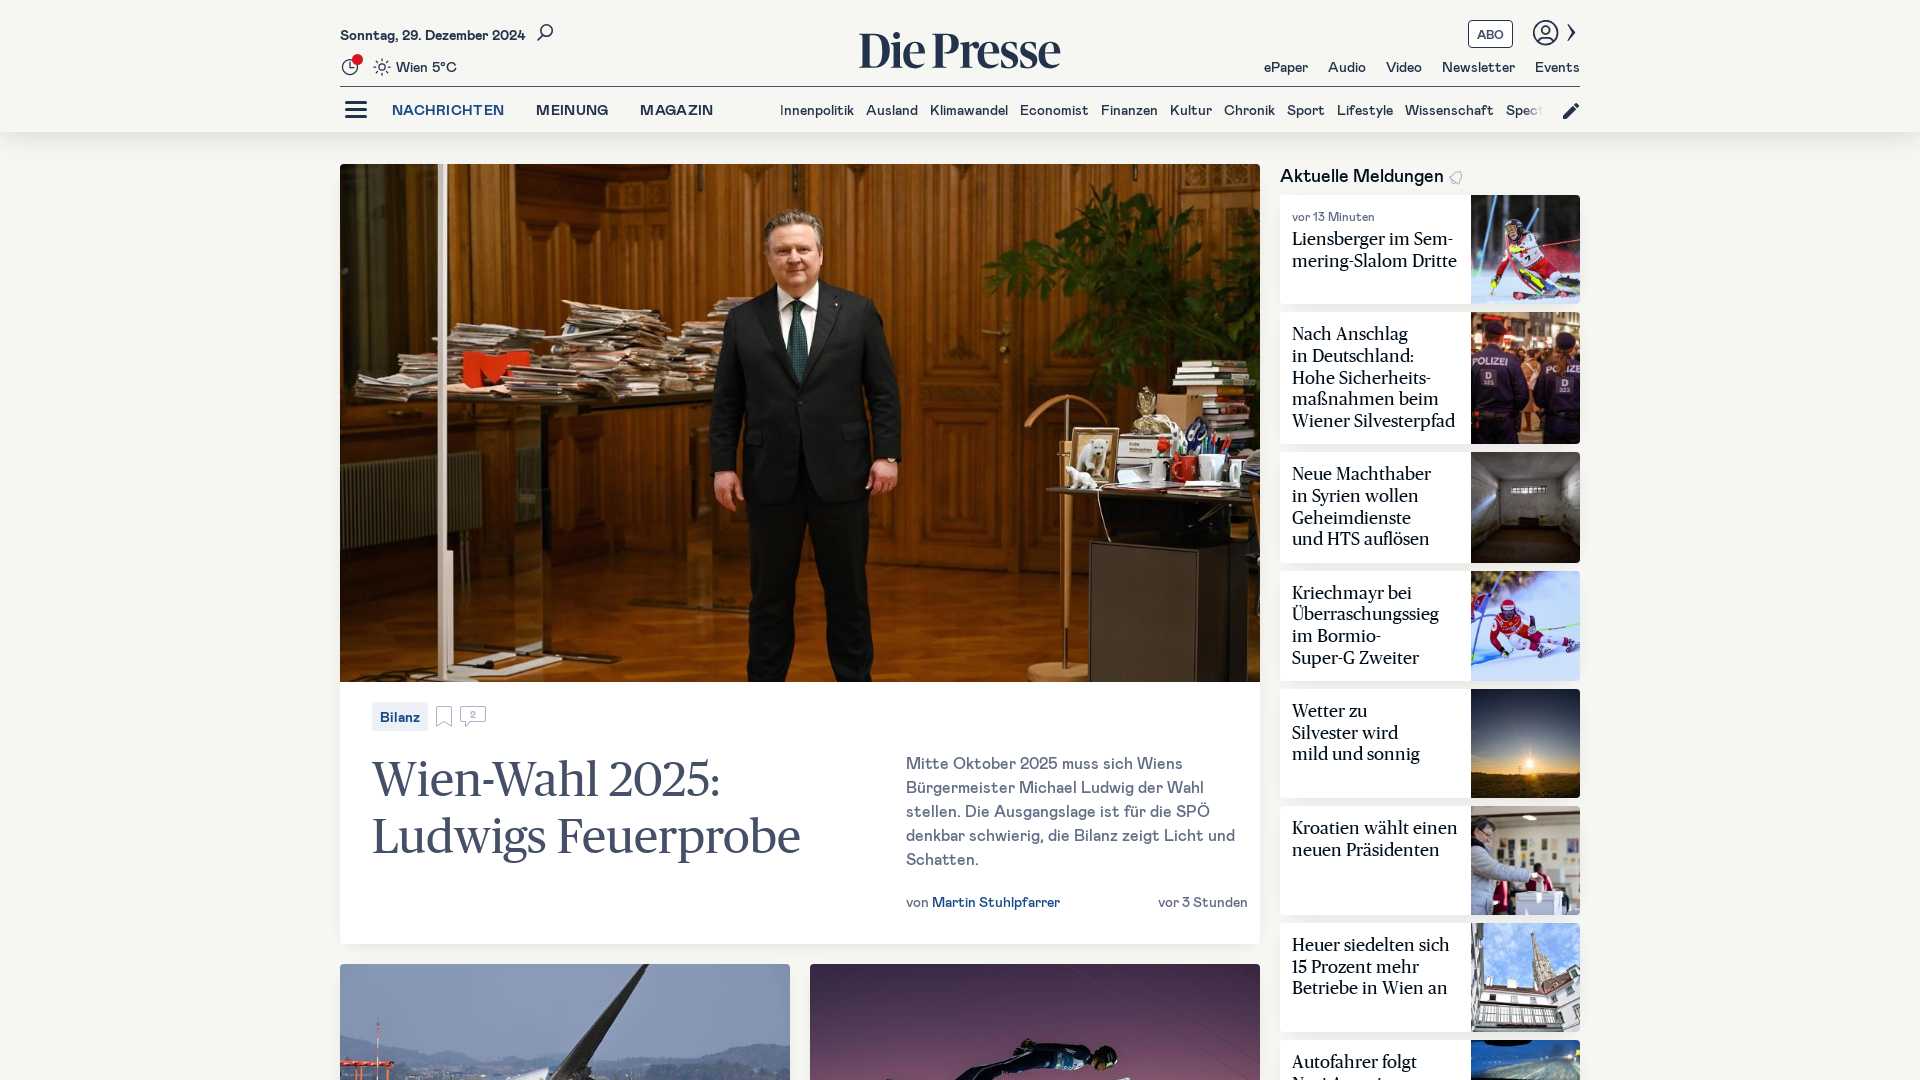 Sonntag, 29. Dezember 2024
Wien 5°C
Die Presse
ABO
ePaper Audio Video Newsletter Events
NACHRICHTEN MEINUNG MAGAZIN
Innenpolitik Ausland Klimawandel Economist Finanzen Kultur Chronik Sport Lifestyle Wissenschaft
Bilanz
2
Wien-Wahl 2025:
Ludwigs Feuerprobe
Mitte Oktober 2025 muss sich Wiens
Bürgermeister Michael Ludwig der Wahl
stellen. Die Ausgangslage ist für die SPÖ
denkbar schwierig, die Bilanz zeigt Licht und
Schatten.
von Martin Stuhlpfarrer
vor 3 Stunden
Aktuelle Meldungen
vor 13 Minuten
Liensberger im Sem-
mering-Slalom Dritte
Nach Anschlag
in Deutschland:
Hohe Sicherheits-
maßnahmen beim
Wiener Silvesterpfad
POLIZEI
D
POLIZE
D
Neue Machthaber
in Syrien wollen
Geheimdienste
und HTS auflösen
Kriechmayr bei
Überraschungssieg
im Bormio-
Super-G Zweiter
Wetter zu
Silvester wird
mild und sonnig
Kroatien wählt einen
neuen Präsidenten
Heuer siedelten sich
15 Prozent mehr
Betriebe in Wien an
Autofahrer folgt